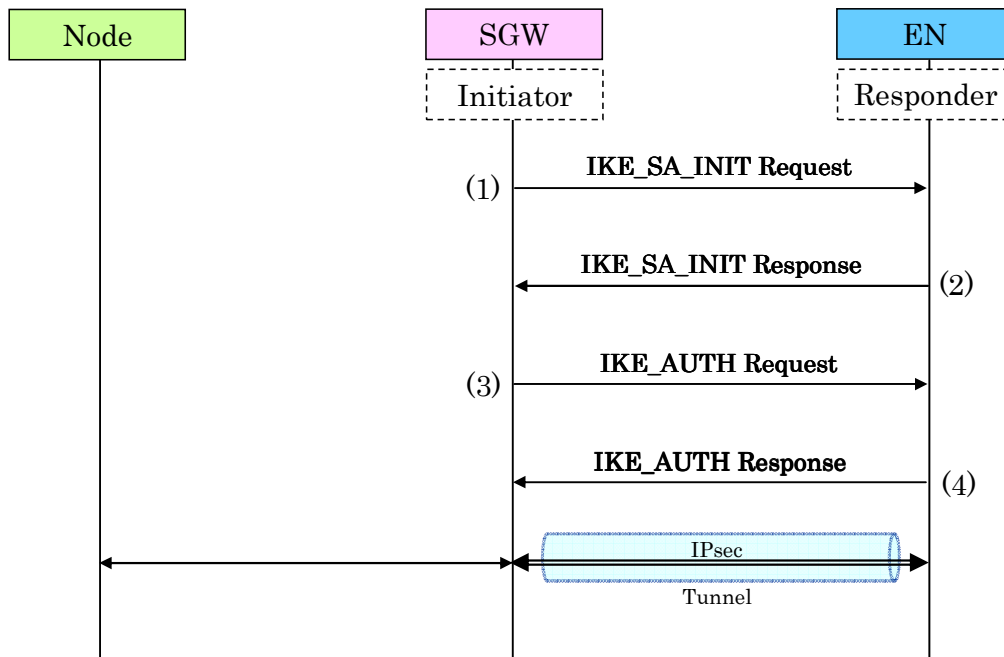 Node
SGW
EN
Initiator
Responder
IKE_SA_INIT Request
(1)
IKE_SA_INIT Response
(2)
IKE_AUTH Request
(3)
IKE_AUTH Response
(4)
IPsec
Tunnel